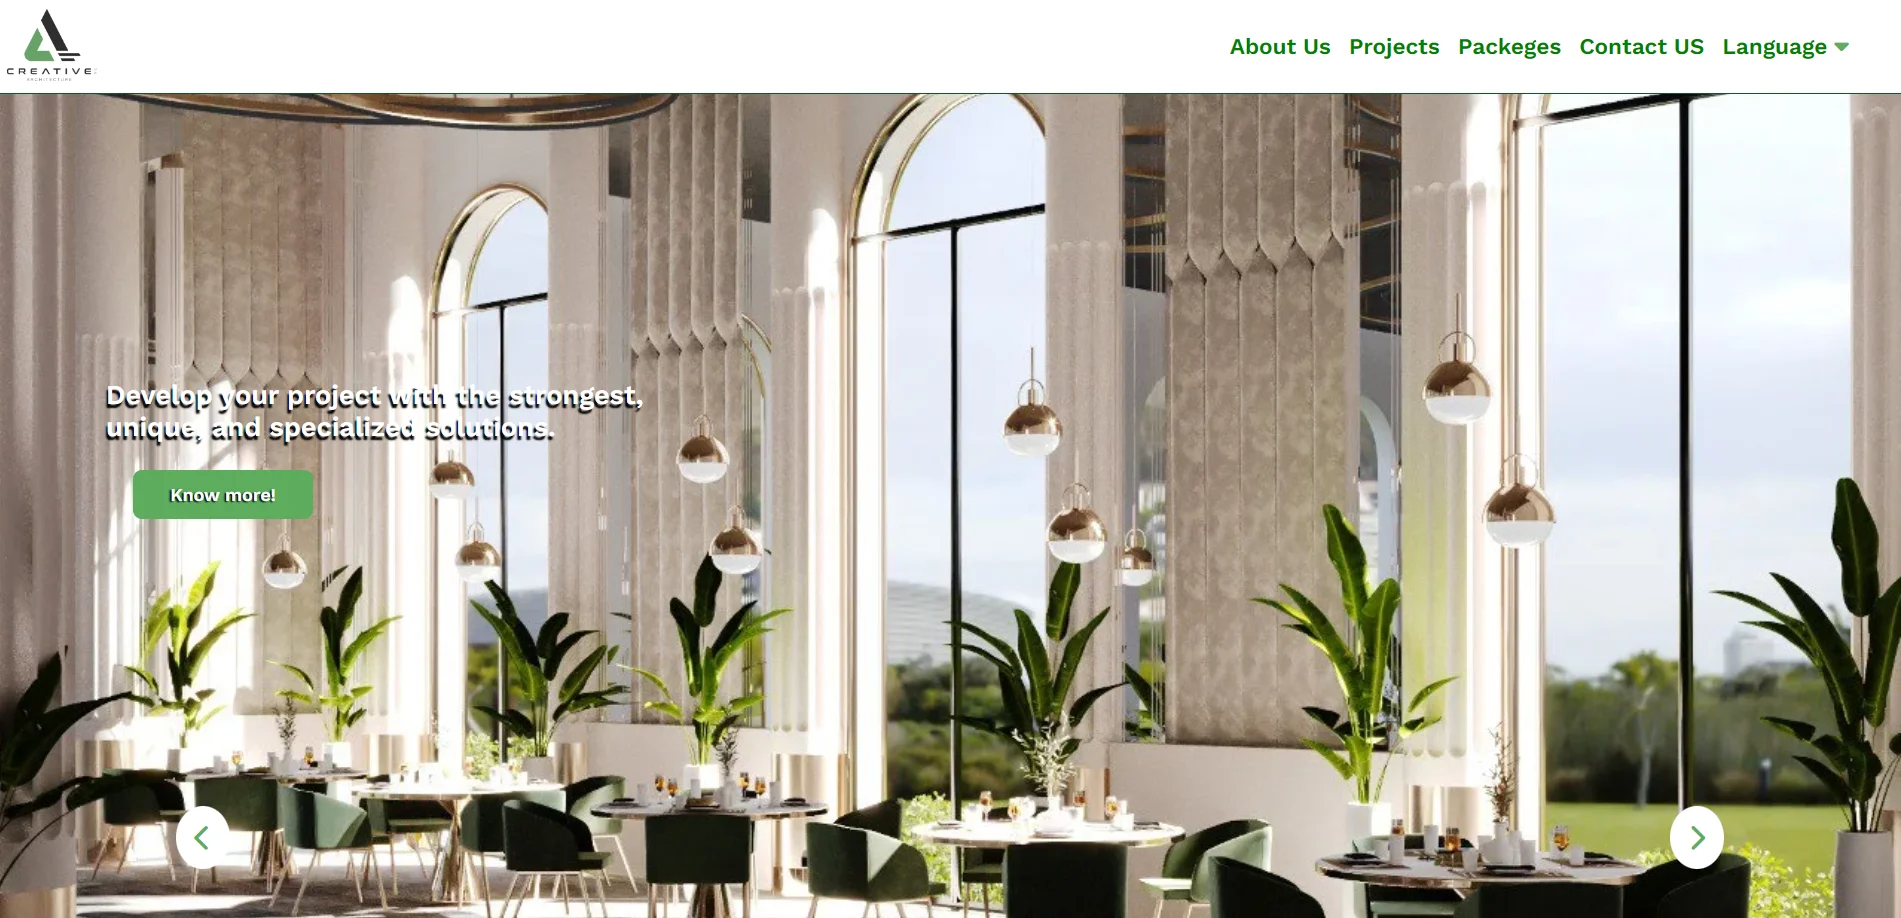 CREATIVE
ARCHITECTURE
About Us Projects Packeges Contact US Language
Develop your project with the strongest,
unique, and specialized solutions.
Know more!